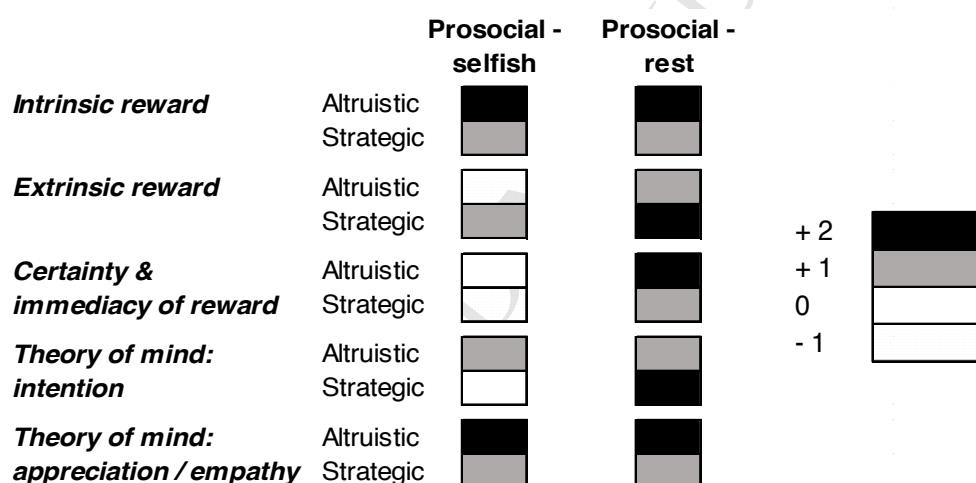 Prosocial - selfish Prosocial - rest
Intrinsic reward Altruistic
Strategic
Extrinsic reward Altruistic
Strategic
+ 2
Certainty & Altruistic + 1
immediacy of reward Strategic 0
Theory of mind: Altruistic - 1
intention Strategic
Theory of mind: Altruistic
appreciation / empathy Strategic